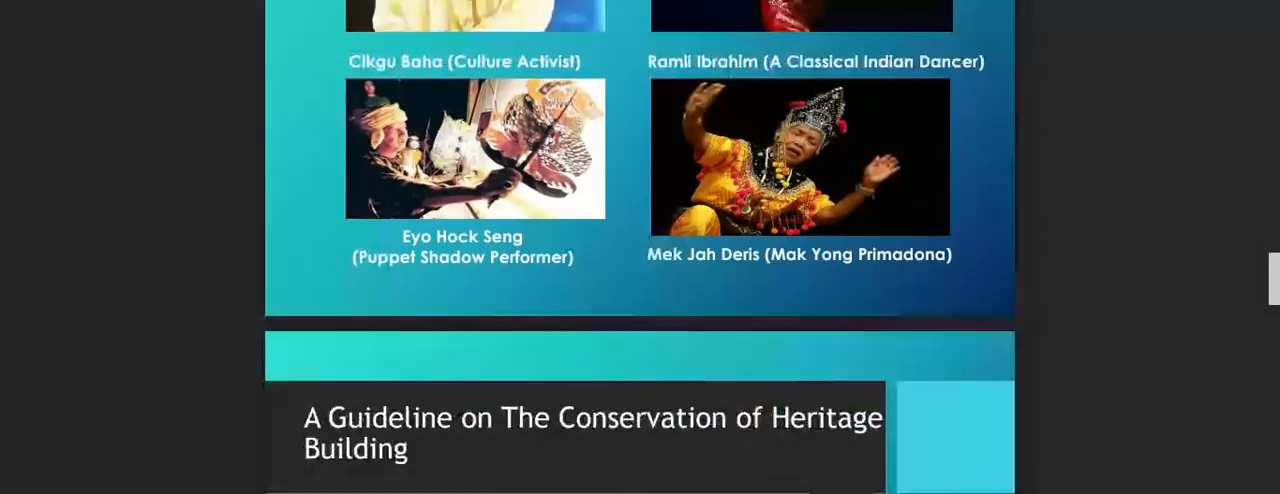 Cikgu Baha (Culture Activist)
Ramli Ibrahim (A Classical Indian Dancer)
Eyo Hock Seng
(Puppet Shadow Performer)
Mek Jah Deris (Mak Yong Primadona)
A Guideline on The Conservation of Heritage
Building